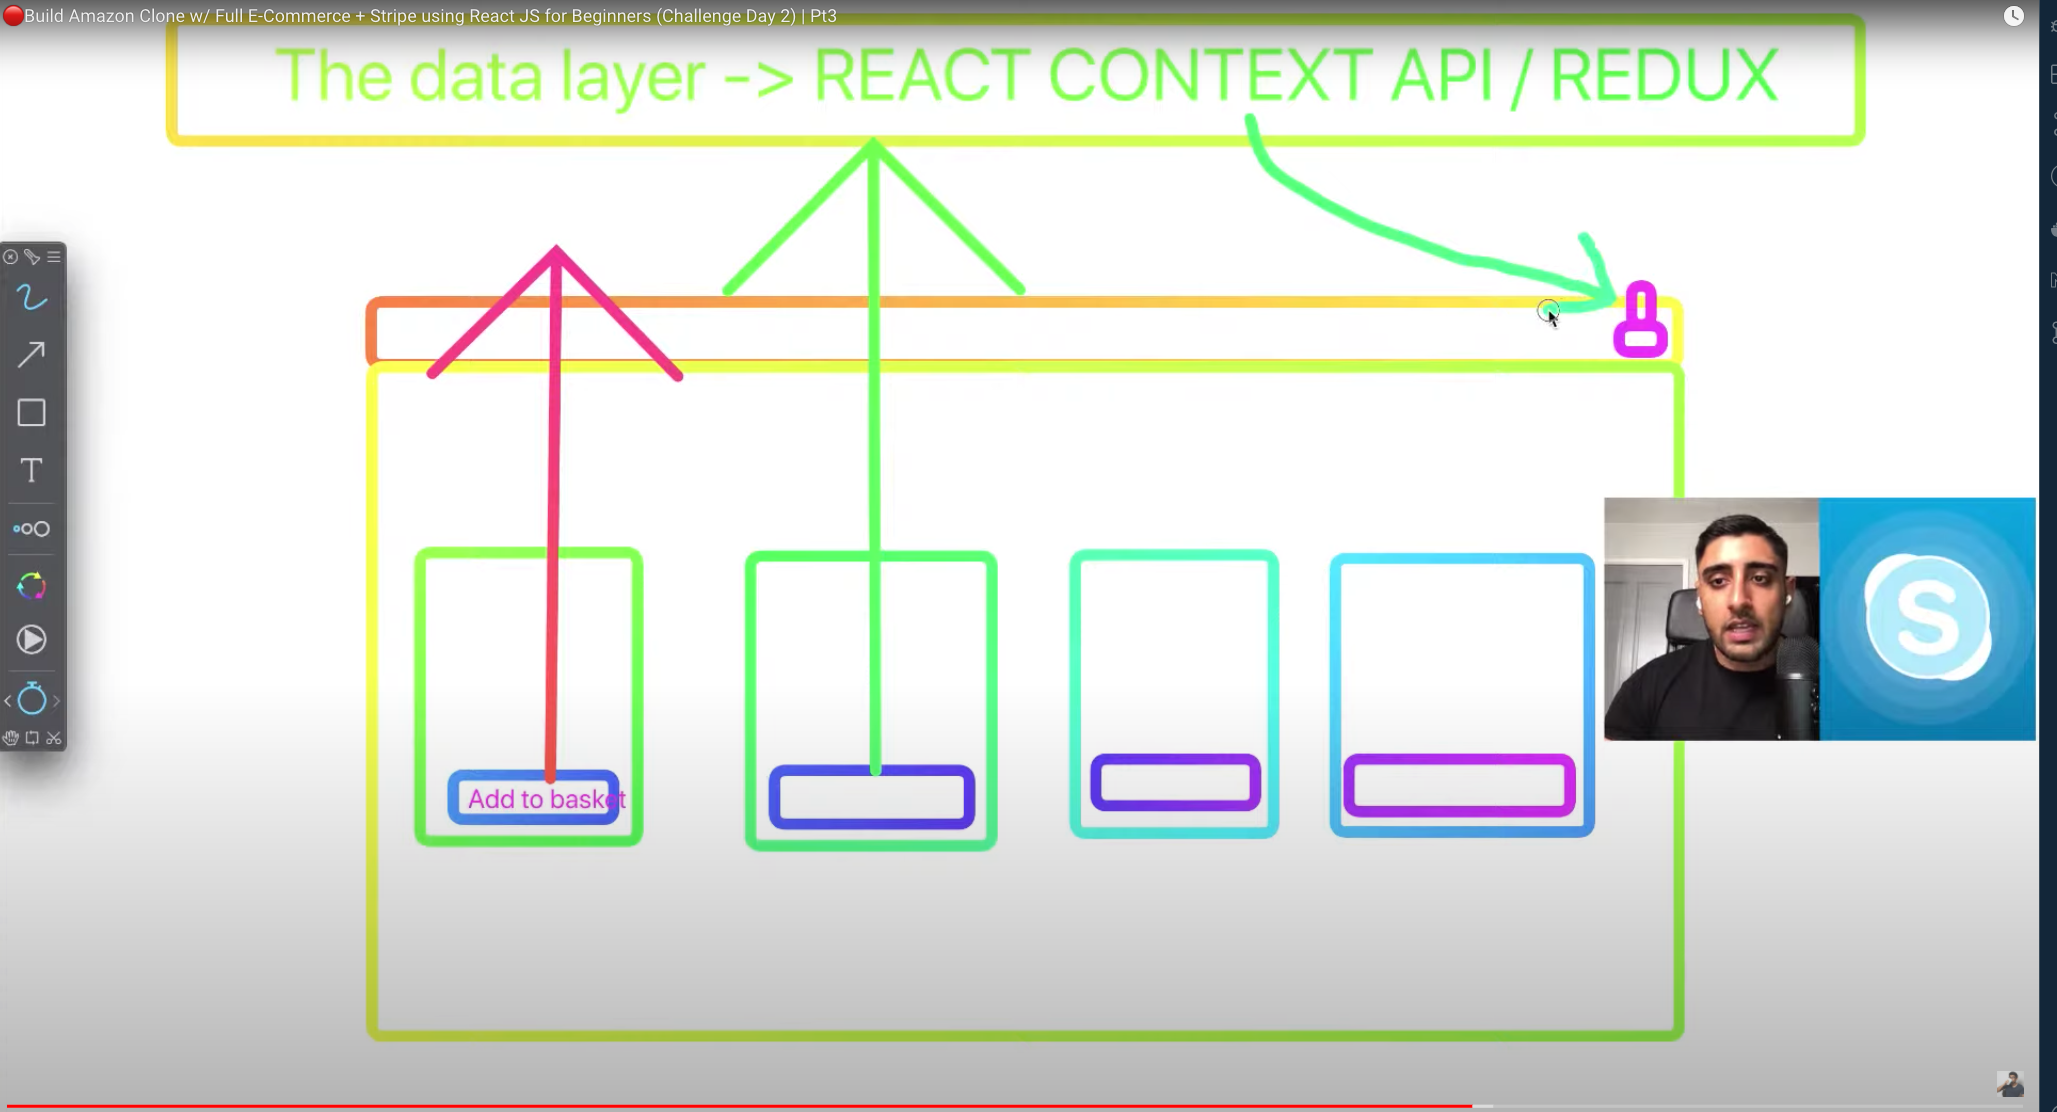 🔴Build Amazon Clone w/ Full E-Commerce + Stripe using React JS for Beginners (Challenge Day 2) | Pt3
The data layer -> REACT CONTEXT API / REDUX
T
S
Add to basket